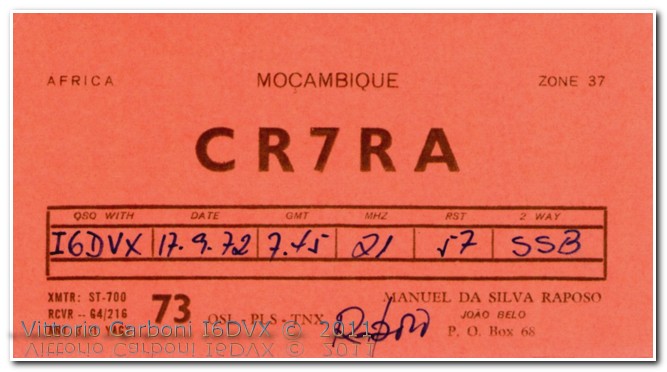 AFRICA MOÇAMBIQUE ZONE 37
CR7RA
QSO WITH DATE GMT MHZ RST 2 WAY
I6DVX 17.9.72 7.45 21 57 SSB
XMTR: ST-700
RCVR -- G4/216
73
QSL - PLS - TNX
MANUEL DA SILVA RAPOSO
JOÃO BELO
P. O. Box 68
Vittorio Carboni I6DVX © 2011